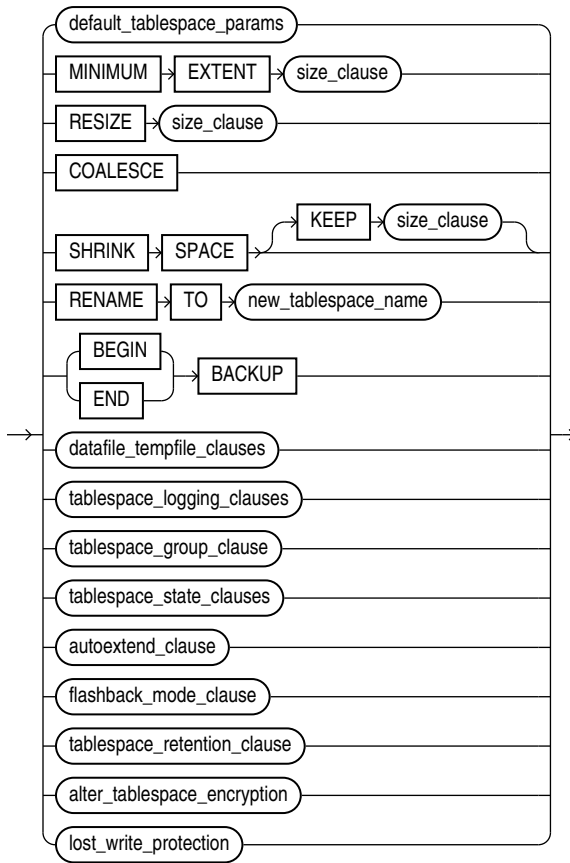 default_tablespace_params
MINIMUM EXTENT size_clause
RESIZE size_clause
COALESCE
KEEP size_clause
SHRINK SPACE
RENAME TO new_tablespace_name
BEGIN
BACKUP
END
datafile_tempfile_clauses
tablespace_logging_clauses
tablespace_group_clause
tablespace_state_clauses
autoextend_clause
flashback_mode_clause
tablespace_retention_clause
alter_tablespace_encryption
lost_write_protection